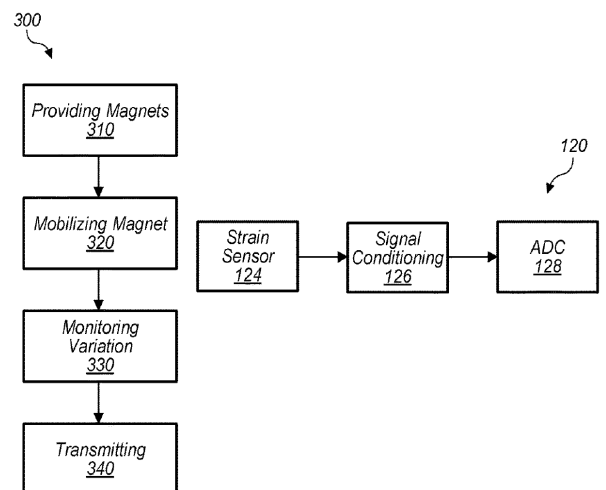 300
Providing Magnets
310
Mobilizing Magnet
320
Monitoring
Variation
330
Transmitting
340
120
Strain
Sensor
124
Signal
Conditioning
126
ADC
128